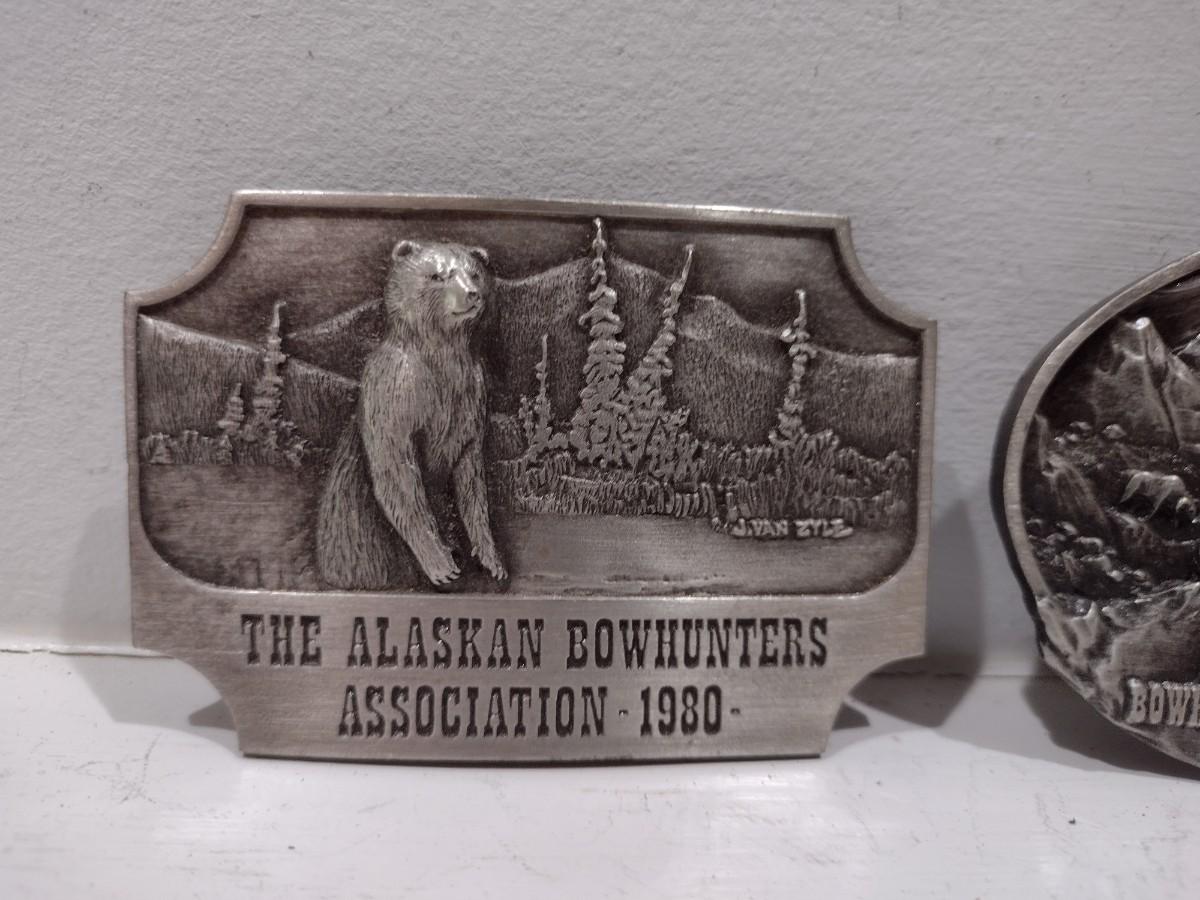 J. VAN ZYLE
THE ALASKAN BOWHUNTERS
ASSOCIATION - 1980 -